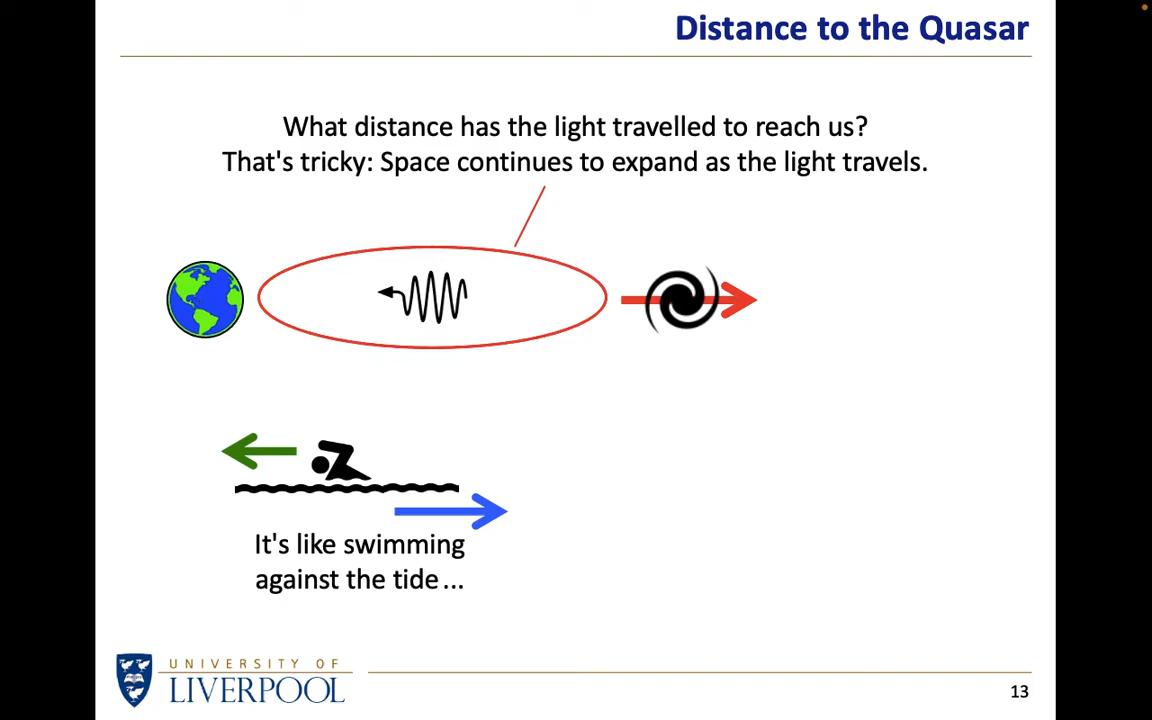 Distance to the Quasar
What distance has the light travelled to reach us?
That's tricky: Space continues to expand as the light travels.
It's like swimming
against the tide...
UNIVERSITY OF
LIVERPOOL
13